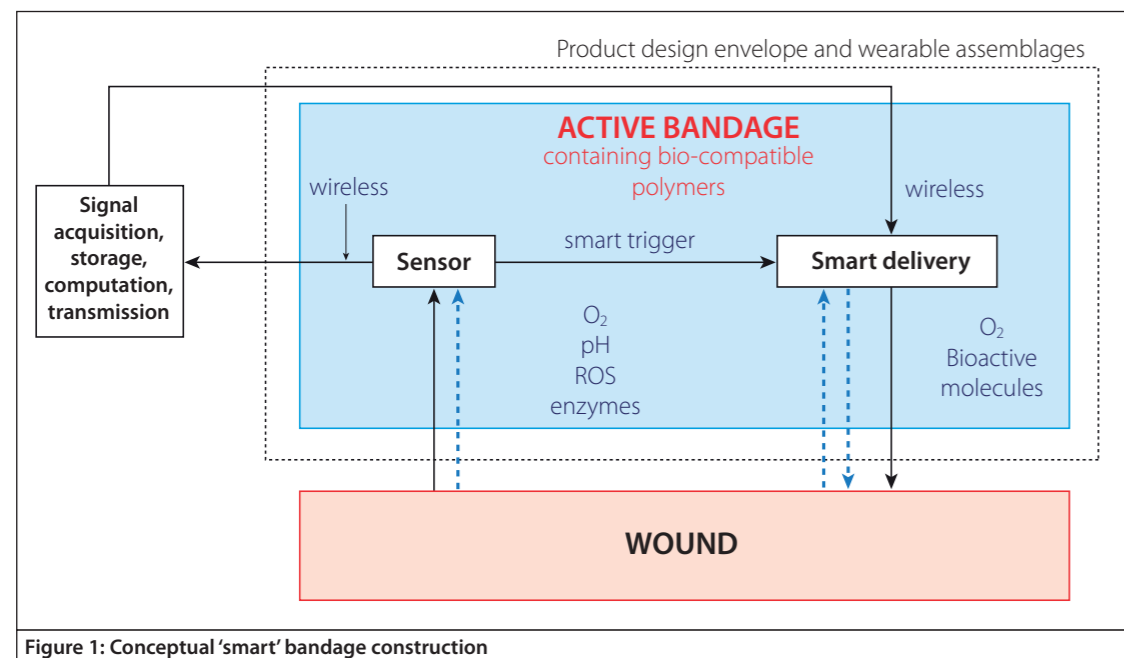 Product design envelope and wearable assemblages
ACTIVE BANDAGE
containing bio-compatible
polymers
wireless
wireless
Signal
acquisition,
storage,
computation,
transmission
Sensor
smart trigger
Smart delivery
O₂
pH
ROS
enzymes
O₂
Bioactive
molecules
WOUND
Figure 1: Conceptual ‘smart’ bandage construction